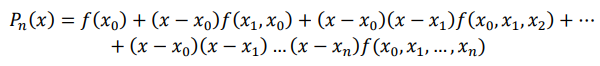 Pₙ(x) = f(x₀) + (x − x₀)f(x₁, x₀) + (x − x₀)(x − x₁)f(x₀, x₁, x₂) + ⋯
+ (x − x₀)(x − x₁) … (x − xₙ)f(x₀, x₁, …, xₙ)